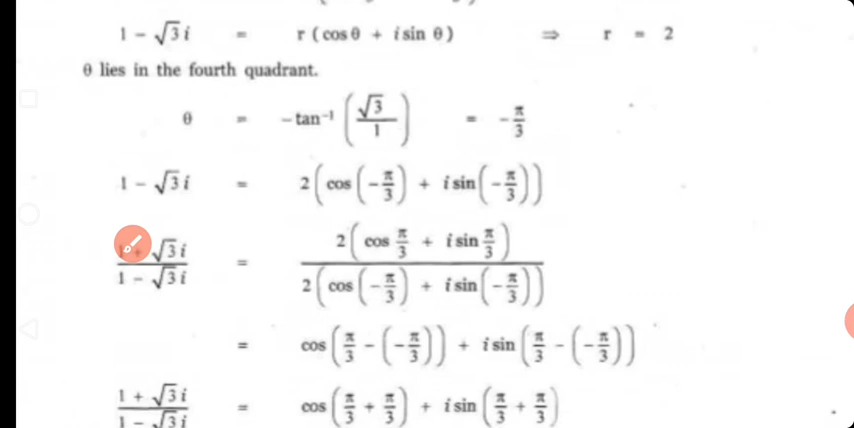 1 − √3 i = r ( cos θ + i sin θ ) ⇒ r = 2
θ lies in the fourth quadrant.
θ = − tan⁻¹ (√3/1) = − π/3
1 − √3 i = 2 ( cos (− π/3) + i sin (− π/3) )
√3 i / 1 − √3 i = 2 ( cos π/3 + i sin π/3 ) / 2 ( cos (− π/3) + i sin (− π/3) )
= cos ( π/3 − (− π/3) ) + i sin ( π/3 − (− π/3) )
1 + √3 i / 1 − √3 i = cos ( π/3 + π/3 ) + i sin ( π/3 + π/3 )